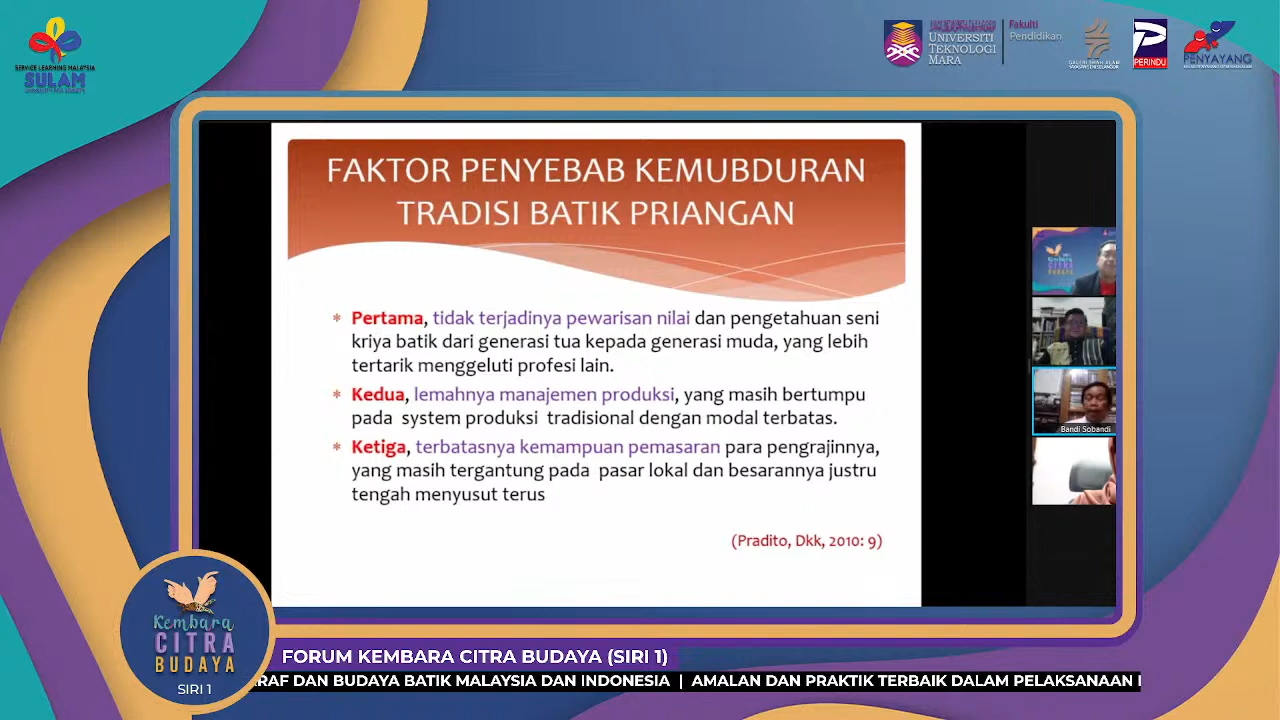 SERVICE LEARNING MALAYSIA
SULAM
UNIVERSITI
TEKNOLOGI
MARA
Fakulti
Pendidikan
PERINDU
PENYAYANG
FAKTOR PENYEBAB KEMUBDURAN
TRADISI BATIK PRIANGAN
Pertama, tidak terjadinya pewarisan nilai dan pengetahuan seni
kriya batik dari generasi tua kepada generasi muda, yang lebih
tertarik menggeluti profesi lain.
Kedua, lemahnya manajemen produksi, yang masih bertumpu
pada system produksi tradisional dengan modal terbatas.
Ketiga, terbatasnya kemampuan pemasaran para pengrajinnya,
yang masih tergantung pada pasar lokal dan besarannya justru
tengah menyusut terus
(Pradito, Dkk, 2010: 9)
Kembara
CITRA
BUDAYA
Bandi Sobandi
Kembara
CITRA
BUDAYA
SIRI 1
FORUM KEMBARA CITRA BUDAYA (SIRI 1)
ARAF DAN BUDAYA BATIK MALAYSIA DAN INDONESIA | AMALAN DAN PRAKTIK TERBAIK DALAM PELAKSANAAN